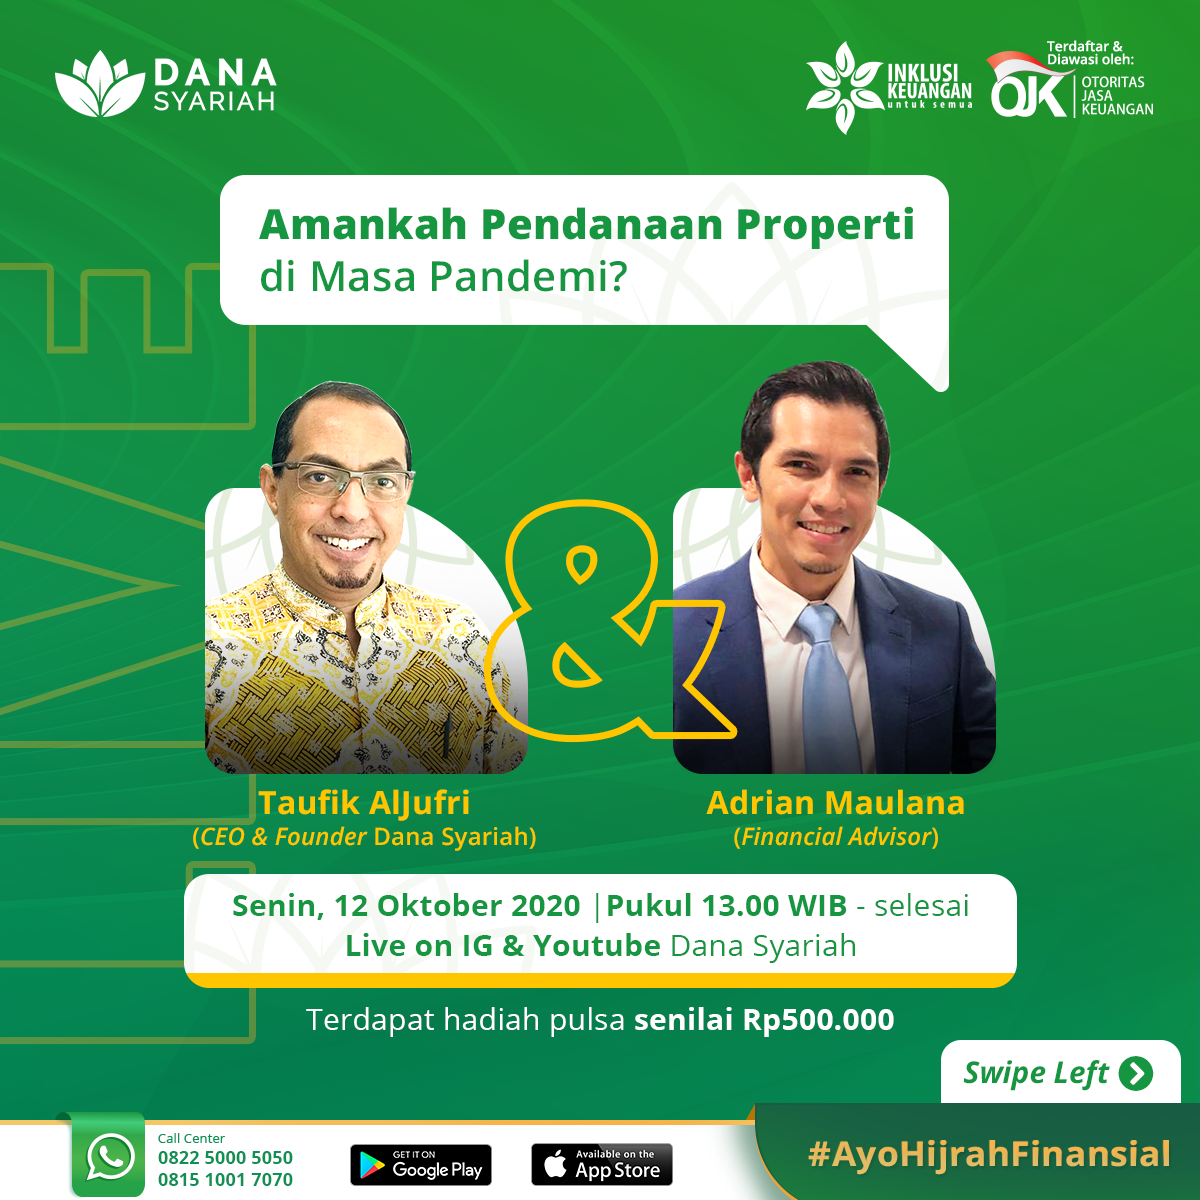 DANA
SYARIAH
INKLUSI
KEUANGAN
untuk semua
Terdaftar &
Diawasi oleh:
OJK
OTORITAS
JASA
KEUANGAN
Amankah Pendanaan Properti
di Masa Pandemi?
LIVE
&
Taufik AlJufri
(CEO & Founder Dana Syariah)
Adrian Maulana
(Financial Advisor)
Senin, 12 Oktober 2020 |Pukul 13.00 WIB - selesai
Live on IG & Youtube Dana Syariah
Terdapat hadiah pulsa senilai Rp500.000
Swipe Left
Call Center
0822 5000 5050
0815 1001 7070
GET IT ON
Google Play
Available on the
App Store
#AyoHijrahFinansial